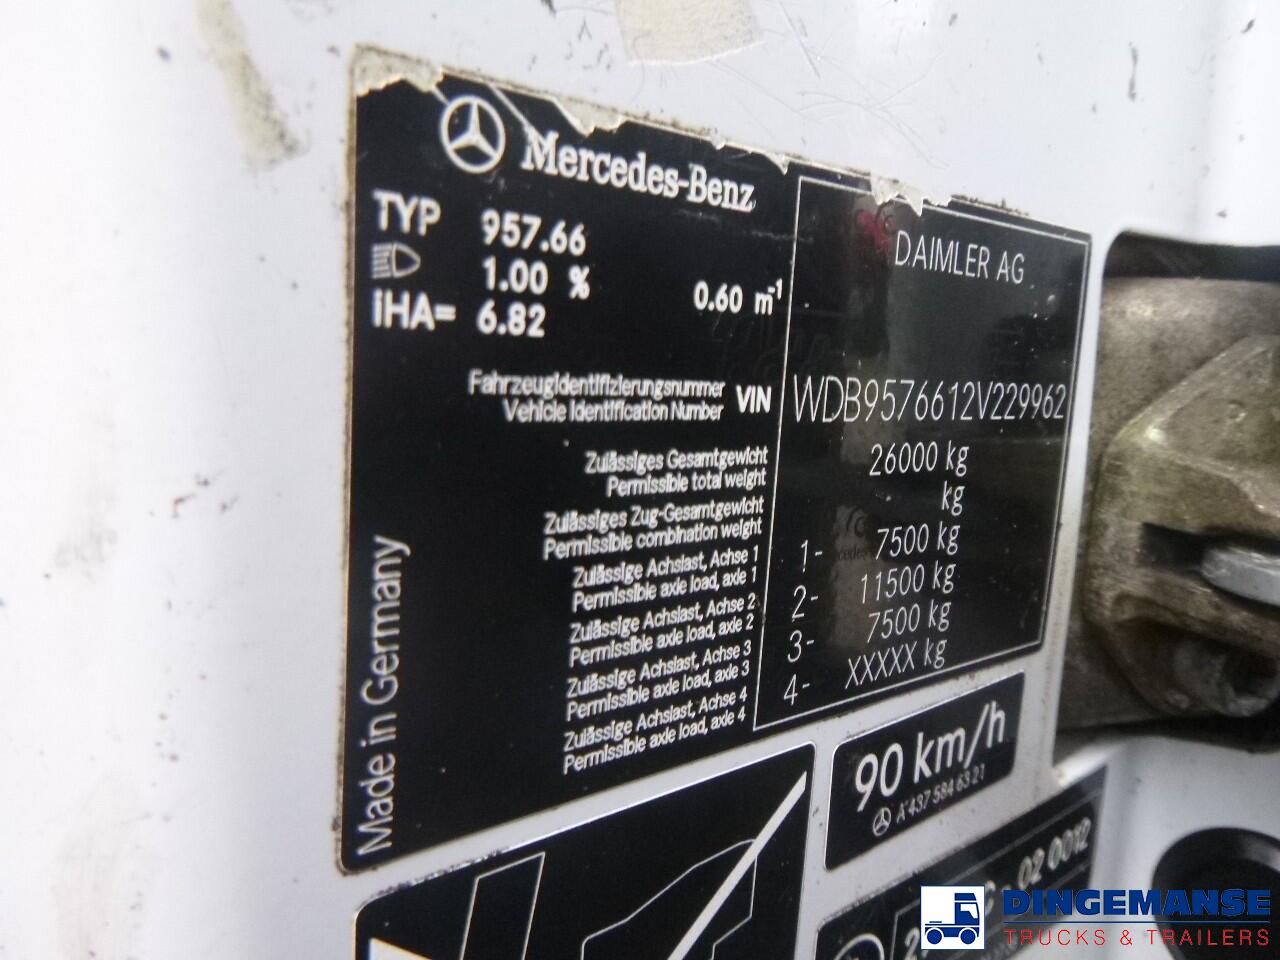 Mercedes-Benz
TYP 957.66
1.00 % 0.60 m⁻¹
iHA= 6.82
DAIMLER AG
Fahrzeugidentifizierungsnummer
Vehicle Identification Number
VIN WDB9576612V229962
Zulässiges Gesamtgewicht
Permissible total weight
26000 kg
Zulässiges Zug-Gesamtgewicht
Permissible combination weight
kg
Zulässige Achslast, Achse 1
Permissible axle load, axle 1
1- 7500 kg
Zulässige Achslast, Achse 2
Permissible axle load, axle 2
2- 11500 kg
Zulässige Achslast, Achse 3
Permissible axle load, axle 3
3- 7500 kg
Zulässige Achslast, Achse 4
Permissible axle load, axle 4
4- XXXXX kg
Made in Germany
90 km/h
A 437 584 63 21
02 0012
DINGEMANSE
TRUCKS & TRAILERS